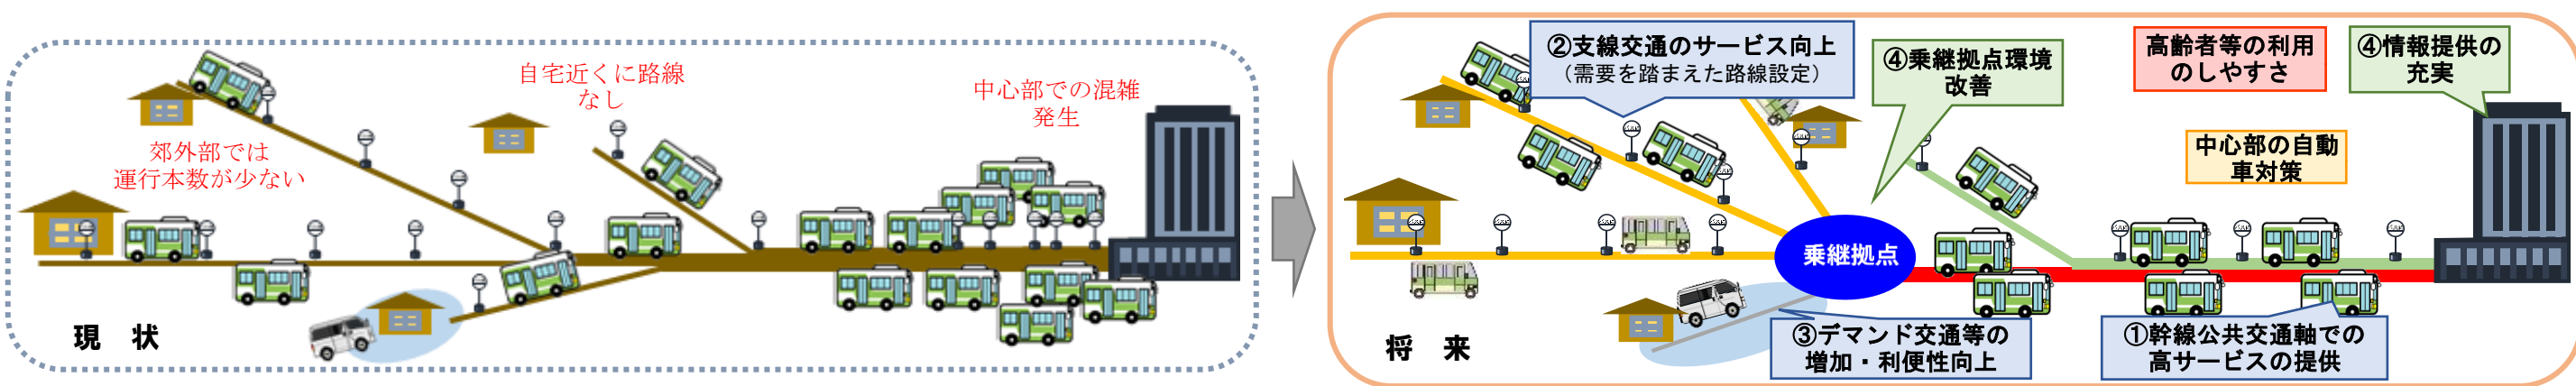 自宅近くに路線
なし
中心部での混雑
発生
郊外部では
運行本数が少ない
現 状
②支線交通のサービス向上
（需要を踏まえた路線設定）
④乗継拠点環境
改善
高齢者等の利用
のしやすさ
④情報提供の
充実
中心部の自動
車対策
乗継拠点
将 来
③デマンド交通等の
増加・利便性向上
①幹線公共交通軸での
高サービスの提供